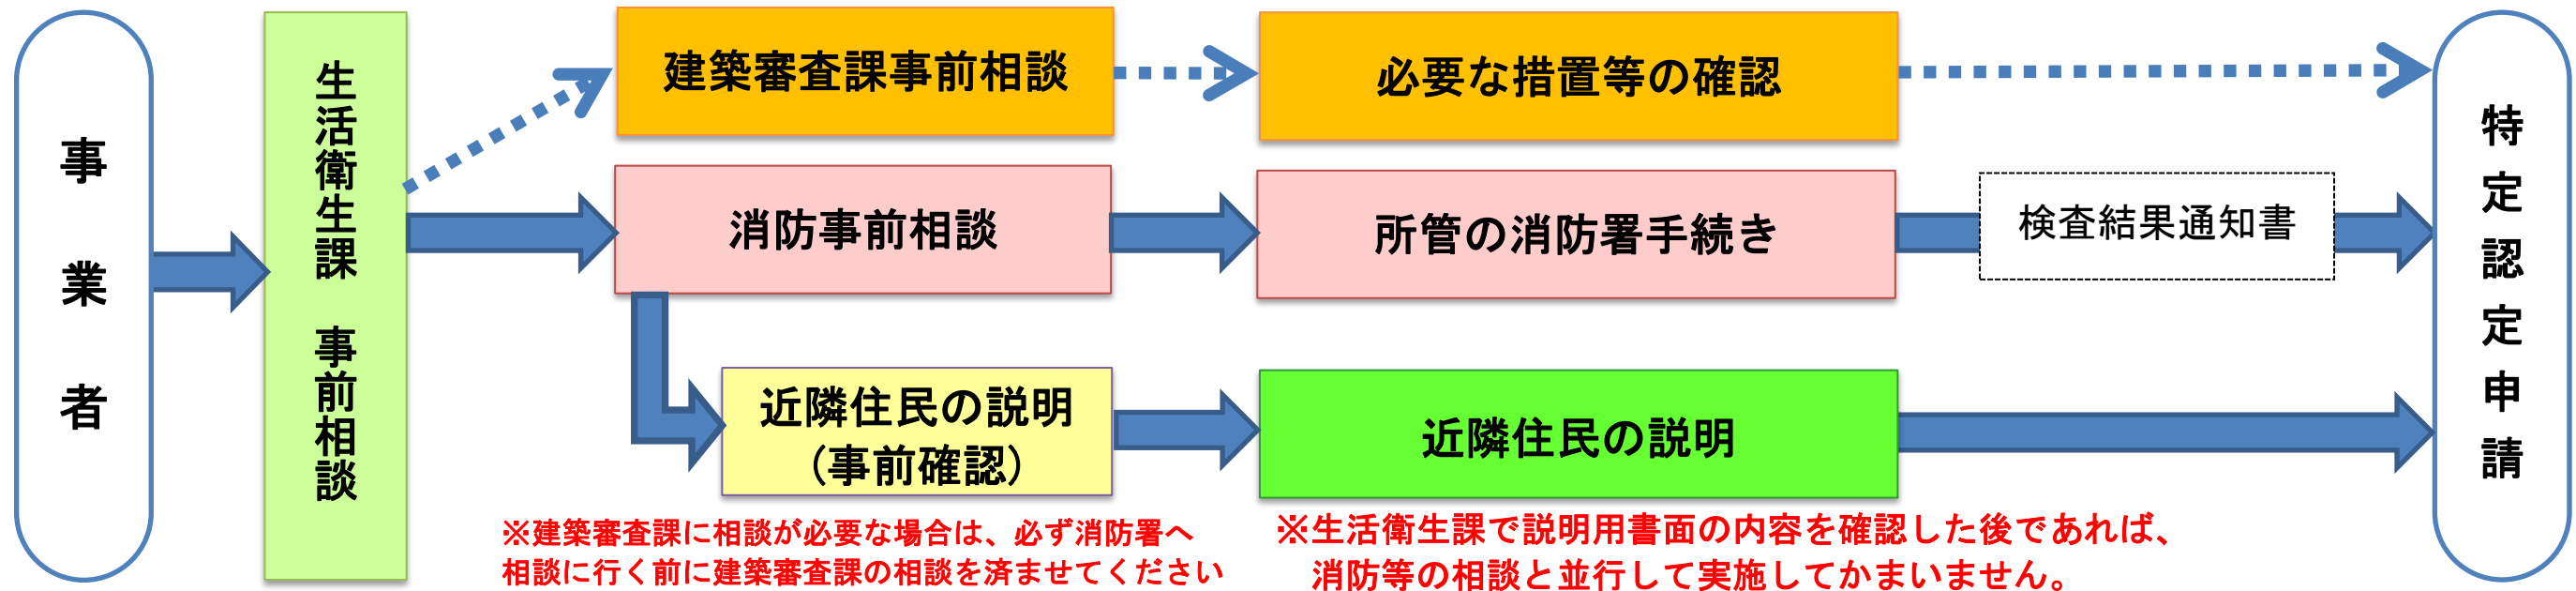 事業者
生活衛生課　事前相談
建築審査課事前相談
必要な措置等の確認
消防事前相談
所管の消防署手続き
検査結果通知書
近隣住民の説明
(事前確認)
近隣住民の説明
特定認定申請
※建築審査課に相談が必要な場合は、必ず消防署へ
相談に行く前に建築審査課の相談を済ませてください
※生活衛生課で説明用書面の内容を確認した後であれば、
消防等の相談と並行して実施してかまいません。